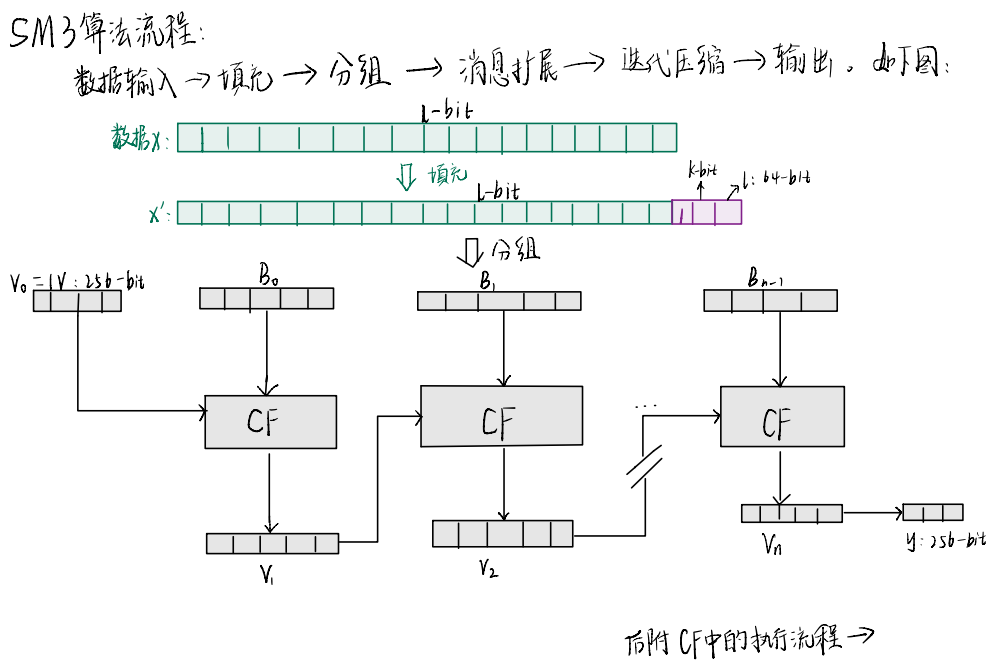 SM3算法流程:
数据输入→填充→分组→消息扩展→迭代压缩→输出。如下图:
l-bit
数据x:
填充
k-bit
l:64-bit
l-bit
x':
分组
V₀=IV:256-bit
B₀
B₁
Bn-1
CF
CF
...
CF
V₁
V₂
Vn
y:256-bit
后附CF中的执行流程→